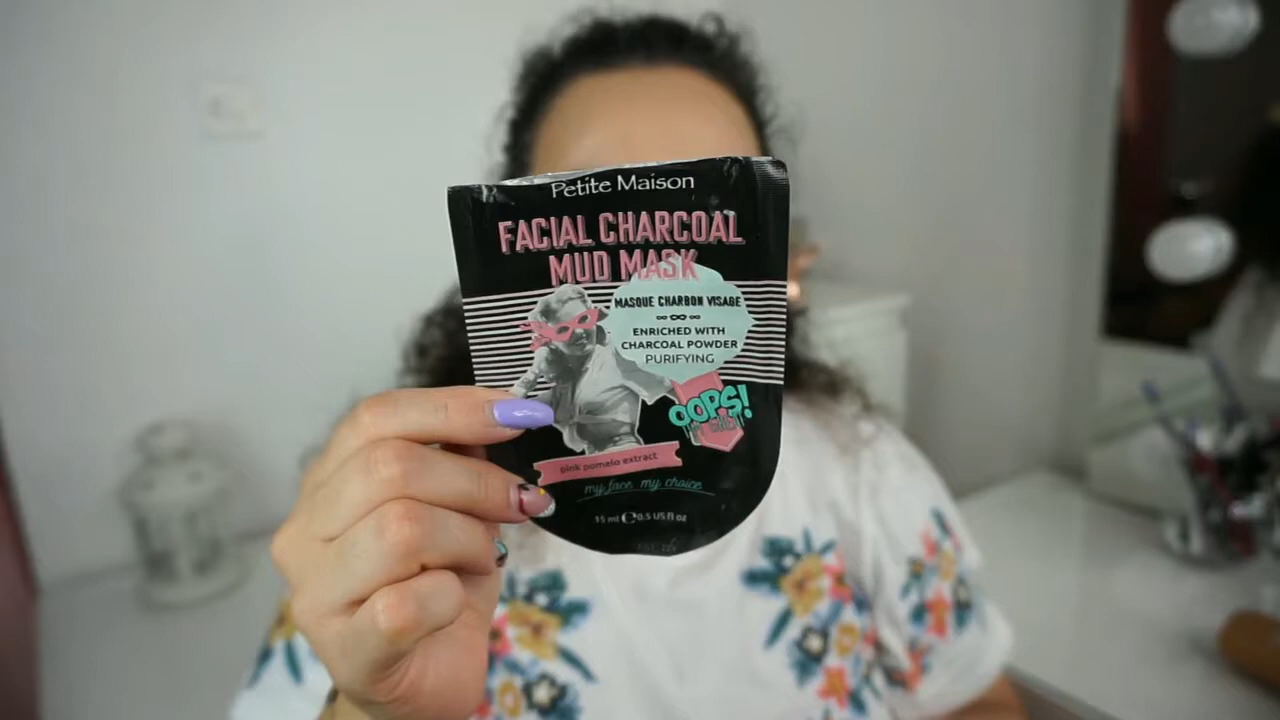 Petite Maison
FACIAL CHARCOAL
MUD MASK
MASQUE CHARBON VISAGE
ENRICHED WITH
CHARCOAL POWDER
PURIFYING
OOPS!
pink pomelo extract
my face, my choice
15 ml e 0.5 US fl oz